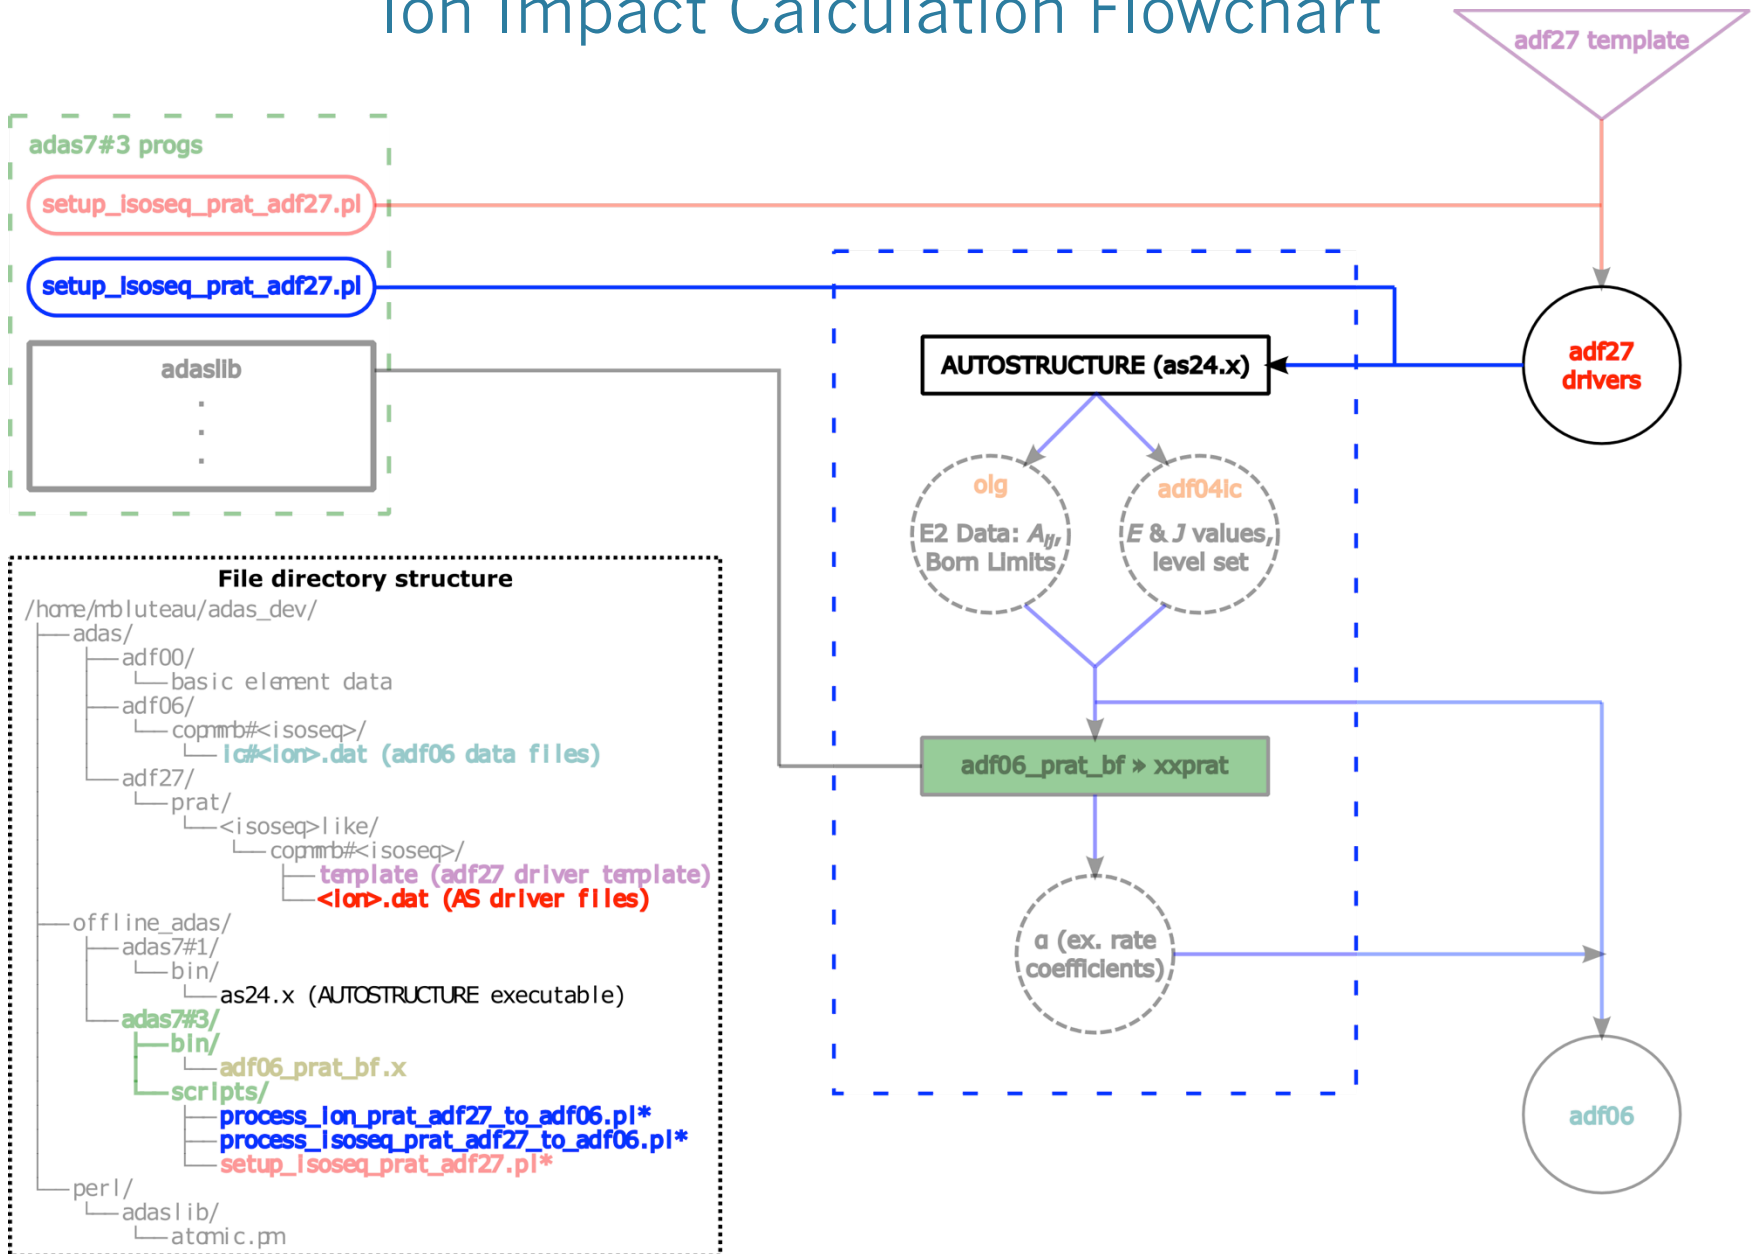 Ion Impact Calculation Flowchart
adf27 template
adas7#3 progs
setup_isoseq_prat_adf27.pl
setup_isoseq_prat_adf27.pl
adaslib
.
.
.
AUTOSTRUCTURE (as24.x)
adf27
drivers
olg
E2 Data: Aij,
Born Limits
adf04ic
E & J values,
level set
adf06_prat_bf » xxprat
α (ex. rate
coefficients)
adf06
File directory structure
/home/mbluteau/adas_dev/
adas/
adf00/
basic element data
adf06/
copmmb#<isoseq>/
ic#<ion>.dat (adf06 data files)
adf27/
prat/
<isoseq>like/
copmmb#<isoseq>/
template (adf27 driver template)
<ion>.dat (AS driver files)
offline_adas/
adas7#1/
bin/
as24.x (AUTOSTRUCTURE executable)
adas7#3/
bin/
adf06_prat_bf.x
scripts/
process_ion_prat_adf27_to_adf06.pl*
process_isoseq_prat_adf27_to_adf06.pl*
setup_isoseq_prat_adf27.pl*
perl/
adaslib/
atomic.pm